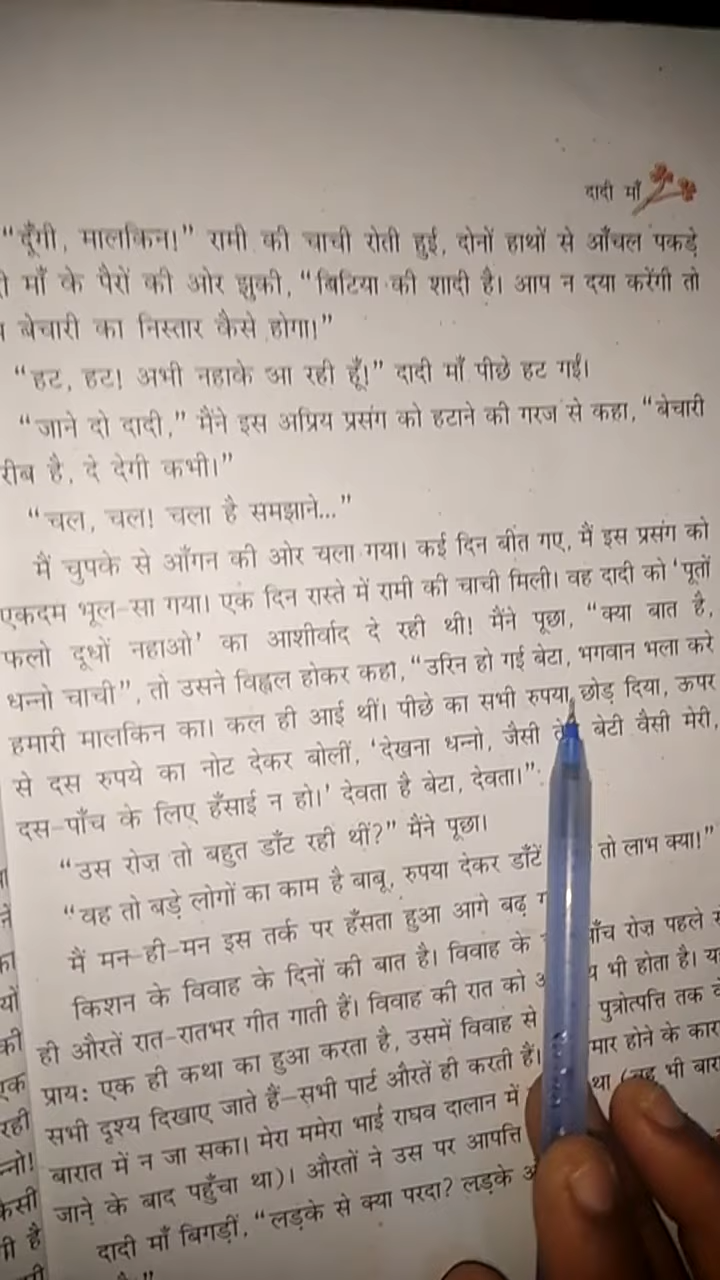 दादी माँ
“दूँगी, मालकिन!” रामी की चाची रोती हुई, दोनों हाथों से आँचल पकड़े
माँ के पैरों की ओर झुकी, “बिटिया की शादी है। आप न दया करेंगी तो
बेचारी का निस्तार कैसे होगा।”
“हट, हट! अभी नहाके आ रही हूँ।” दादी माँ पीछे हट गईं।
“जाने दो दादी,” मैंने इस अप्रिय प्रसंग को हटाने की गरज से कहा, “बेचारी
रीब है, दे देगी कभी।”
“चल, चल! चला है समझाने...”
मैं चुपके से आँगन की ओर चला गया। कई दिन बीत गए, मैं इस प्रसंग को
एकदम भूल-सा गया। एक दिन रास्ते में रामी की चाची मिली। वह दादी को ‘पूतों
फलो दूधों नहाओ’ का आशीर्वाद दे रही थी! मैंने पूछा, “क्या बात है,
धन्नो चाची”, तो उसने विह्वल होकर कहा, “उरिन हो गई बेटा, भगवान भला करे
हमारी मालकिन का। कल ही आई थीं। पीछे का सभी रुपया छोड़ दिया, ऊपर
से दस रुपये का नोट देकर बोलीं, ‘देखना धन्नो, जैसी बेटी वैसी मेरी,
दस-पाँच के लिए हँसाई न हो।’ देवता है बेटा, देवता।”
“उस रोज़ तो बहुत डाँट रही थीं?” मैंने पूछा।
“वह तो बड़े लोगों का काम है बाबू, रुपया देकर डाँटें तो लाभ क्या!”
मैं मन-ही-मन इस तर्क पर हँसता हुआ आगे बढ़
किशन के विवाह के दिनों की बात है। विवाह के पाँच रोज़ पहले
ही औरतें रात-रातभर गीत गाती हैं। विवाह की रात को भी होता है।
प्राय: एक ही कथा का हुआ करता है, उसमें विवाह से पुत्रोत्पत्ति तक
सभी दृश्य दिखाए जाते हैं-सभी पार्ट औरतें ही करती हैं। मार होने के
बारात में न जा सका। मेरा ममेरा भाई राघव दालान में था (वह भी
जाने के बाद पहुँचा था)। औरतों ने उस पर आपत्ति
दादी माँ बिगड़ीं, “लड़के से क्या परदा? लड़के